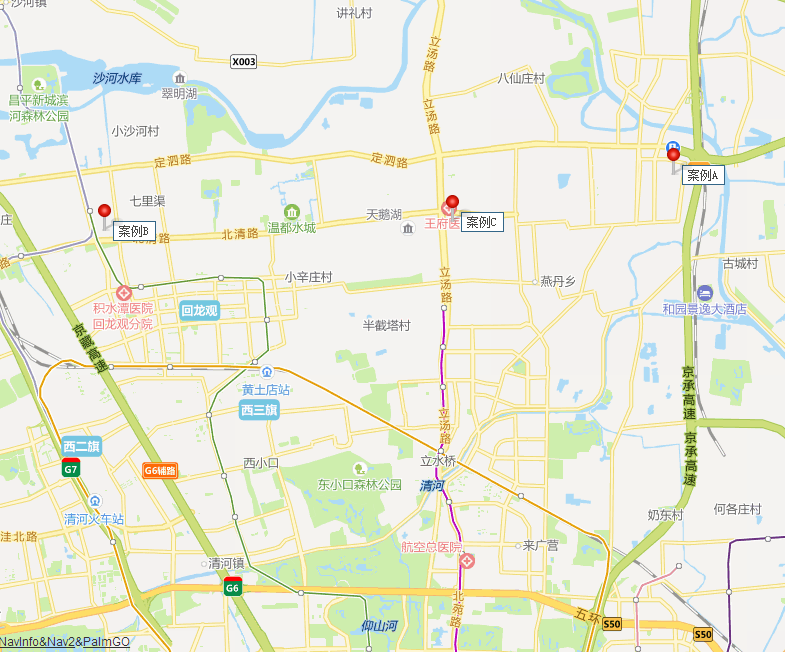 沙河镇
讲礼村
立汤路
X003
沙河水库
翠明湖
八仙庄村
昌平新城滨
河森林公园
立汤路
小沙河村
定泗路
定泗路
案例A
七里渠
天鹅湖
王府医
案例C
庄
案例B
北清路
北清路
温都水城
古城村
路
立汤路
小辛庄村
燕丹乡
积水潭医院
回龙观分院
回龙观
和园景逸大酒店
半截塔村
京藏高速
黄土店站
京承高速
西三旗
立汤路
西二旗
京承高速
G7
G6辅路
西小口
立水桥
东小口森林公园
清河
清河火车站
奶东村
何各庄村
洼北路
航空总医院
来广营
清河镇
G6
北苑路
五环
S50
S50
仰山河
NavInfo&Nav2&PalmGO